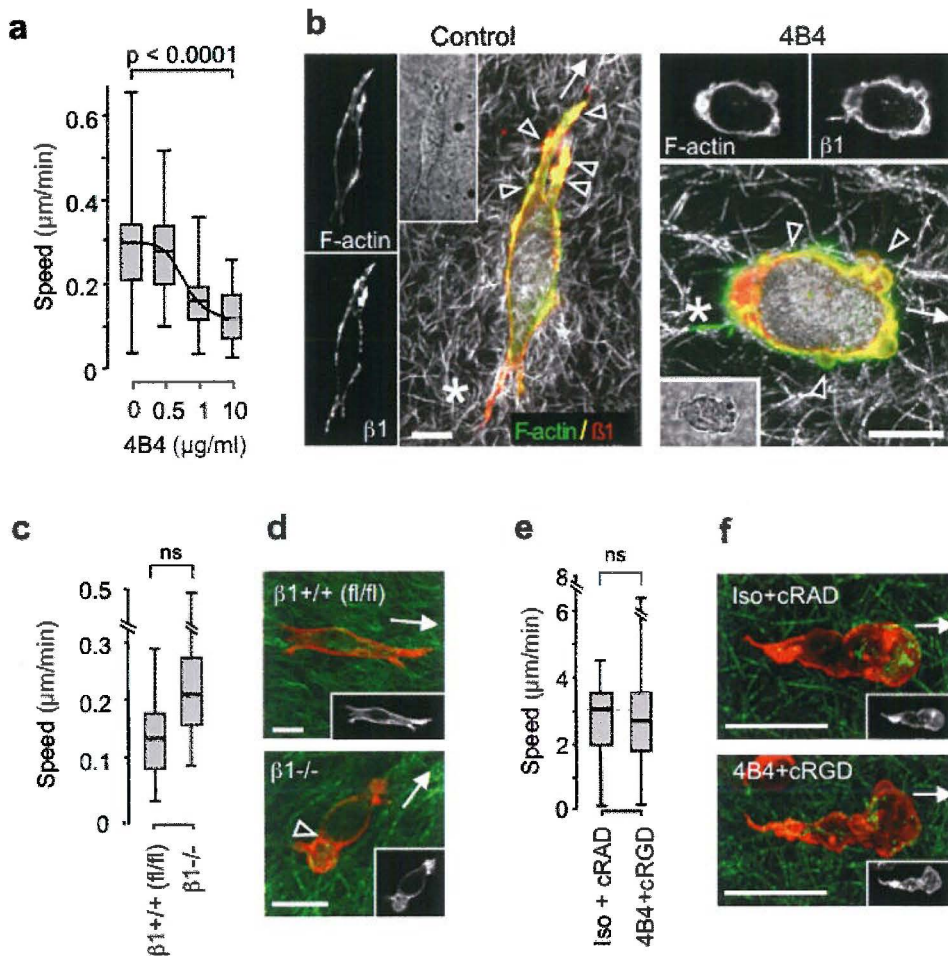 a
p < 0.0001
Speed (µm/min)
0.6
0.4
0.2
0
0 0.5 1 10
4B4 (µg/ml)
b
Control
F-actin
β1
*
F-actin / ß1
4B4
F-actin
β1
*
c
ns
Speed (µm/min)
0.5
0.3
0.2
0.1
0
β1+/+ (fl/fl)
β1-/-
d
β1+/+ (fl/fl)
β1-/-
e
ns
Speed (µm/min)
8
6
4
2
0
Iso + cRAD
4B4+cRGD
f
Iso+cRAD
4B4+cRGD